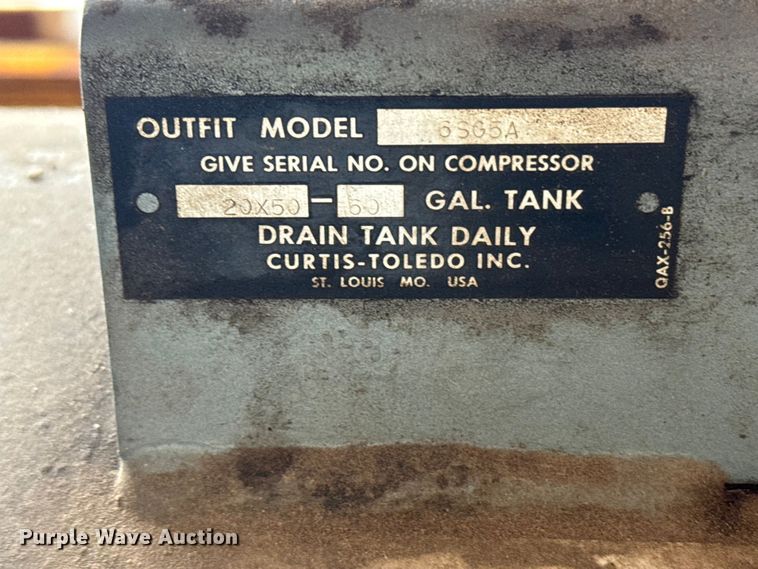 OUTFIT MODEL 6SG5A
GIVE SERIAL NO. ON COMPRESSOR
20X50 - 60 GAL. TANK
DRAIN TANK DAILY
CURTIS-TOLEDO INC.
ST. LOUIS MO. USA
QAX-256-B
Purple Wave Auction